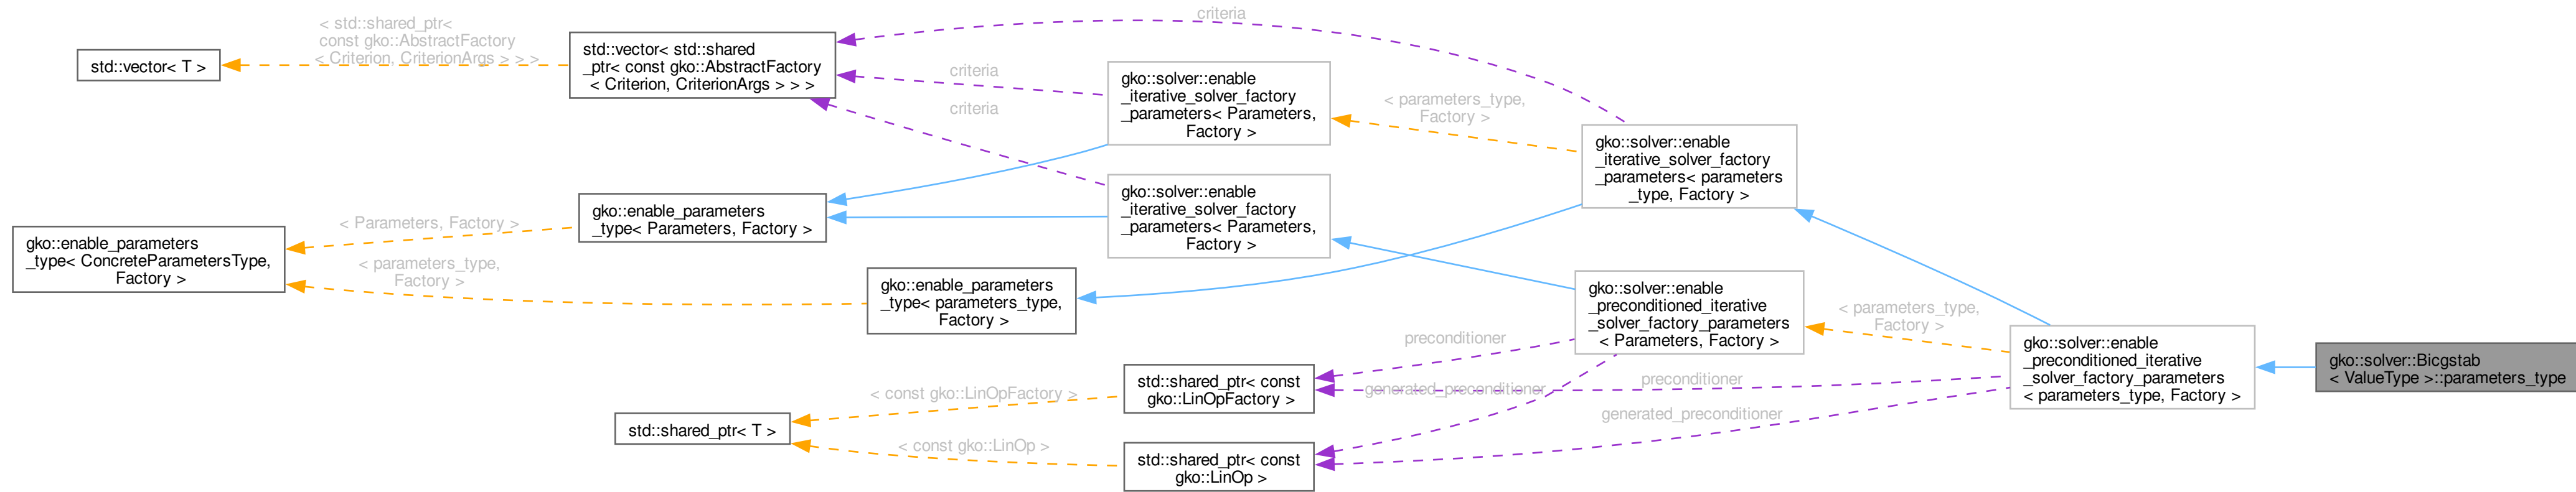 std::vector< T >
< std::shared_ptr<
const gko::AbstractFactory
< Criterion, CriterionArgs > > >
std::vector< std::shared
_ptr< const gko::AbstractFactory
< Criterion, CriterionArgs > > >
criteria
criteria
criteria
gko::solver::enable
_iterative_solver_factory
_parameters< Parameters,
Factory >
< parameters_type,
Factory >
gko::solver::enable
_iterative_solver_factory
_parameters< parameters
_type, Factory >
gko::enable_parameters
_type< ConcreteParametersType,
Factory >
< Parameters, Factory >
< parameters_type,
Factory >
gko::enable_parameters
_type< Parameters, Factory >
gko::solver::enable
_iterative_solver_factory
_parameters< Parameters,
Factory >
gko::enable_parameters
_type< parameters_type,
Factory >
gko::solver::enable
_preconditioned_iterative
_solver_factory_parameters
< Parameters, Factory >
< parameters_type,
Factory >
gko::solver::enable
_preconditioned_iterative
_solver_factory_parameters
< parameters_type, Factory >
gko::solver::Bicgstab
< ValueType >::parameters_type
preconditioner
generated_preconditioner
preconditioner
generated_preconditioner
std::shared_ptr< const
gko::LinOpFactory >
< const gko::LinOpFactory >
std::shared_ptr< T >
< const gko::LinOp >
std::shared_ptr< const
gko::LinOp >